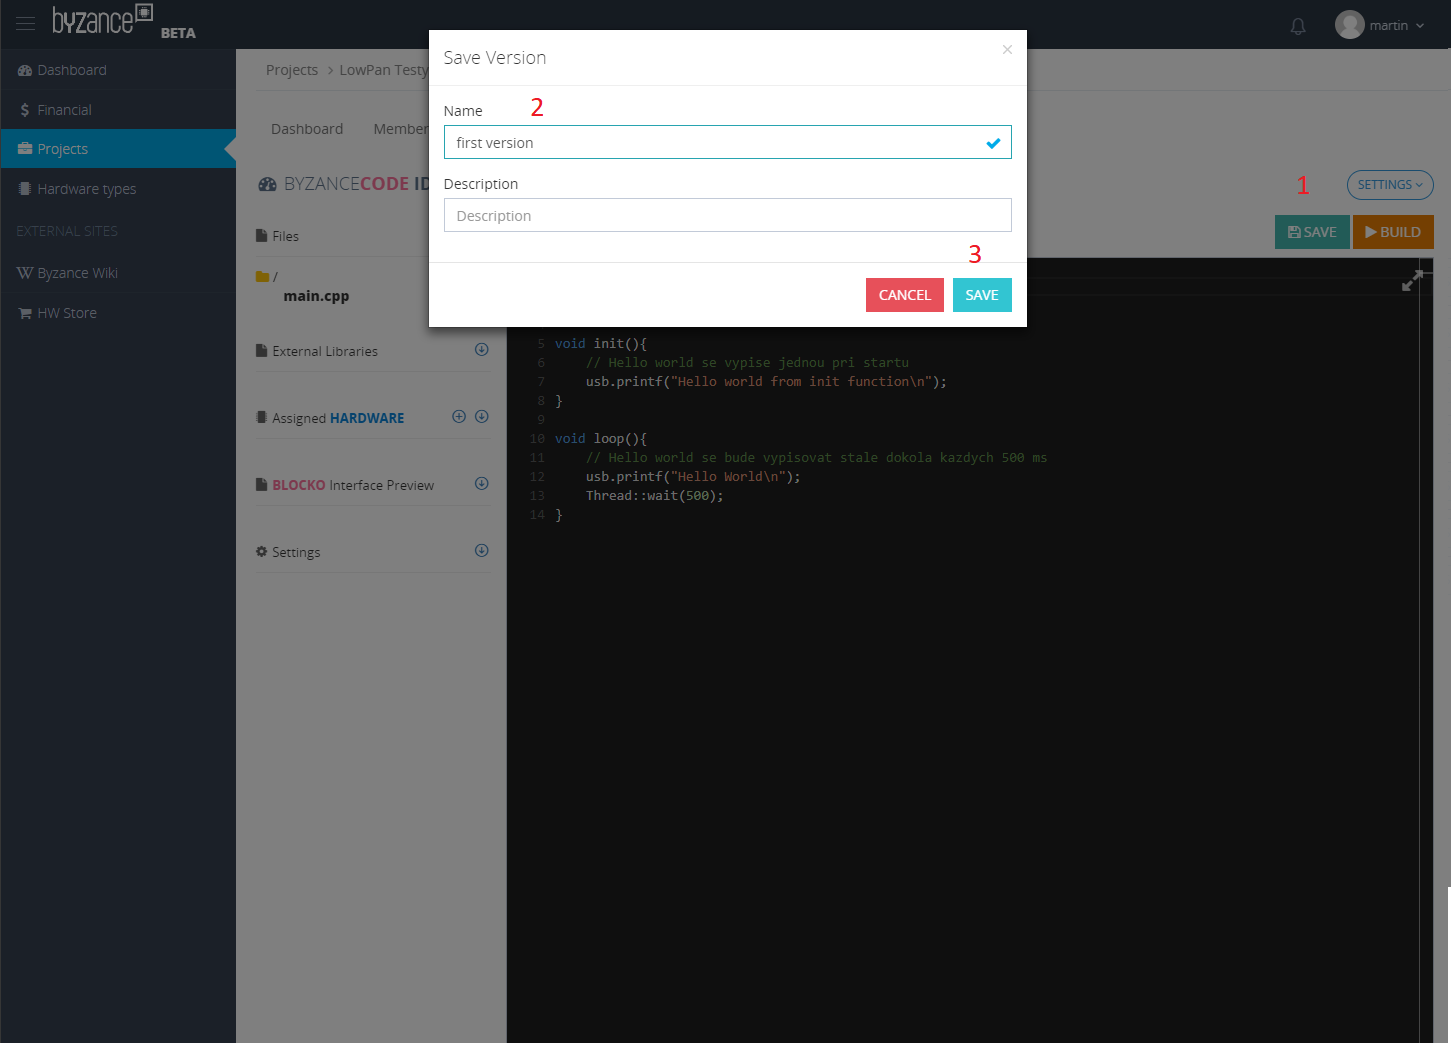 byzance BETA
martin
Dashboard
Financial
Projects
Hardware types
EXTERNAL SITES
Byzance Wiki
HW Store
Projects > LowPan Testy
Dashboard Member
BYZANCECODE ID
1
SETTINGS
SAVE BUILD
Files
/
main.cpp
External Libraries
Assigned HARDWARE
BLOCKO Interface Preview
Settings
Save Version
×
Name 2
first version
Description
Description
3
CANCEL SAVE
5 void init(){
6 // Hello world se vypise jednou pri startu
7 usb.printf("Hello world from init function\n");
8 }
9
10 void loop(){
11 // Hello world se bude vypisovat stale dokola kazdych 500 ms
12 usb.printf("Hello World\n");
13 Thread::wait(500);
14 }